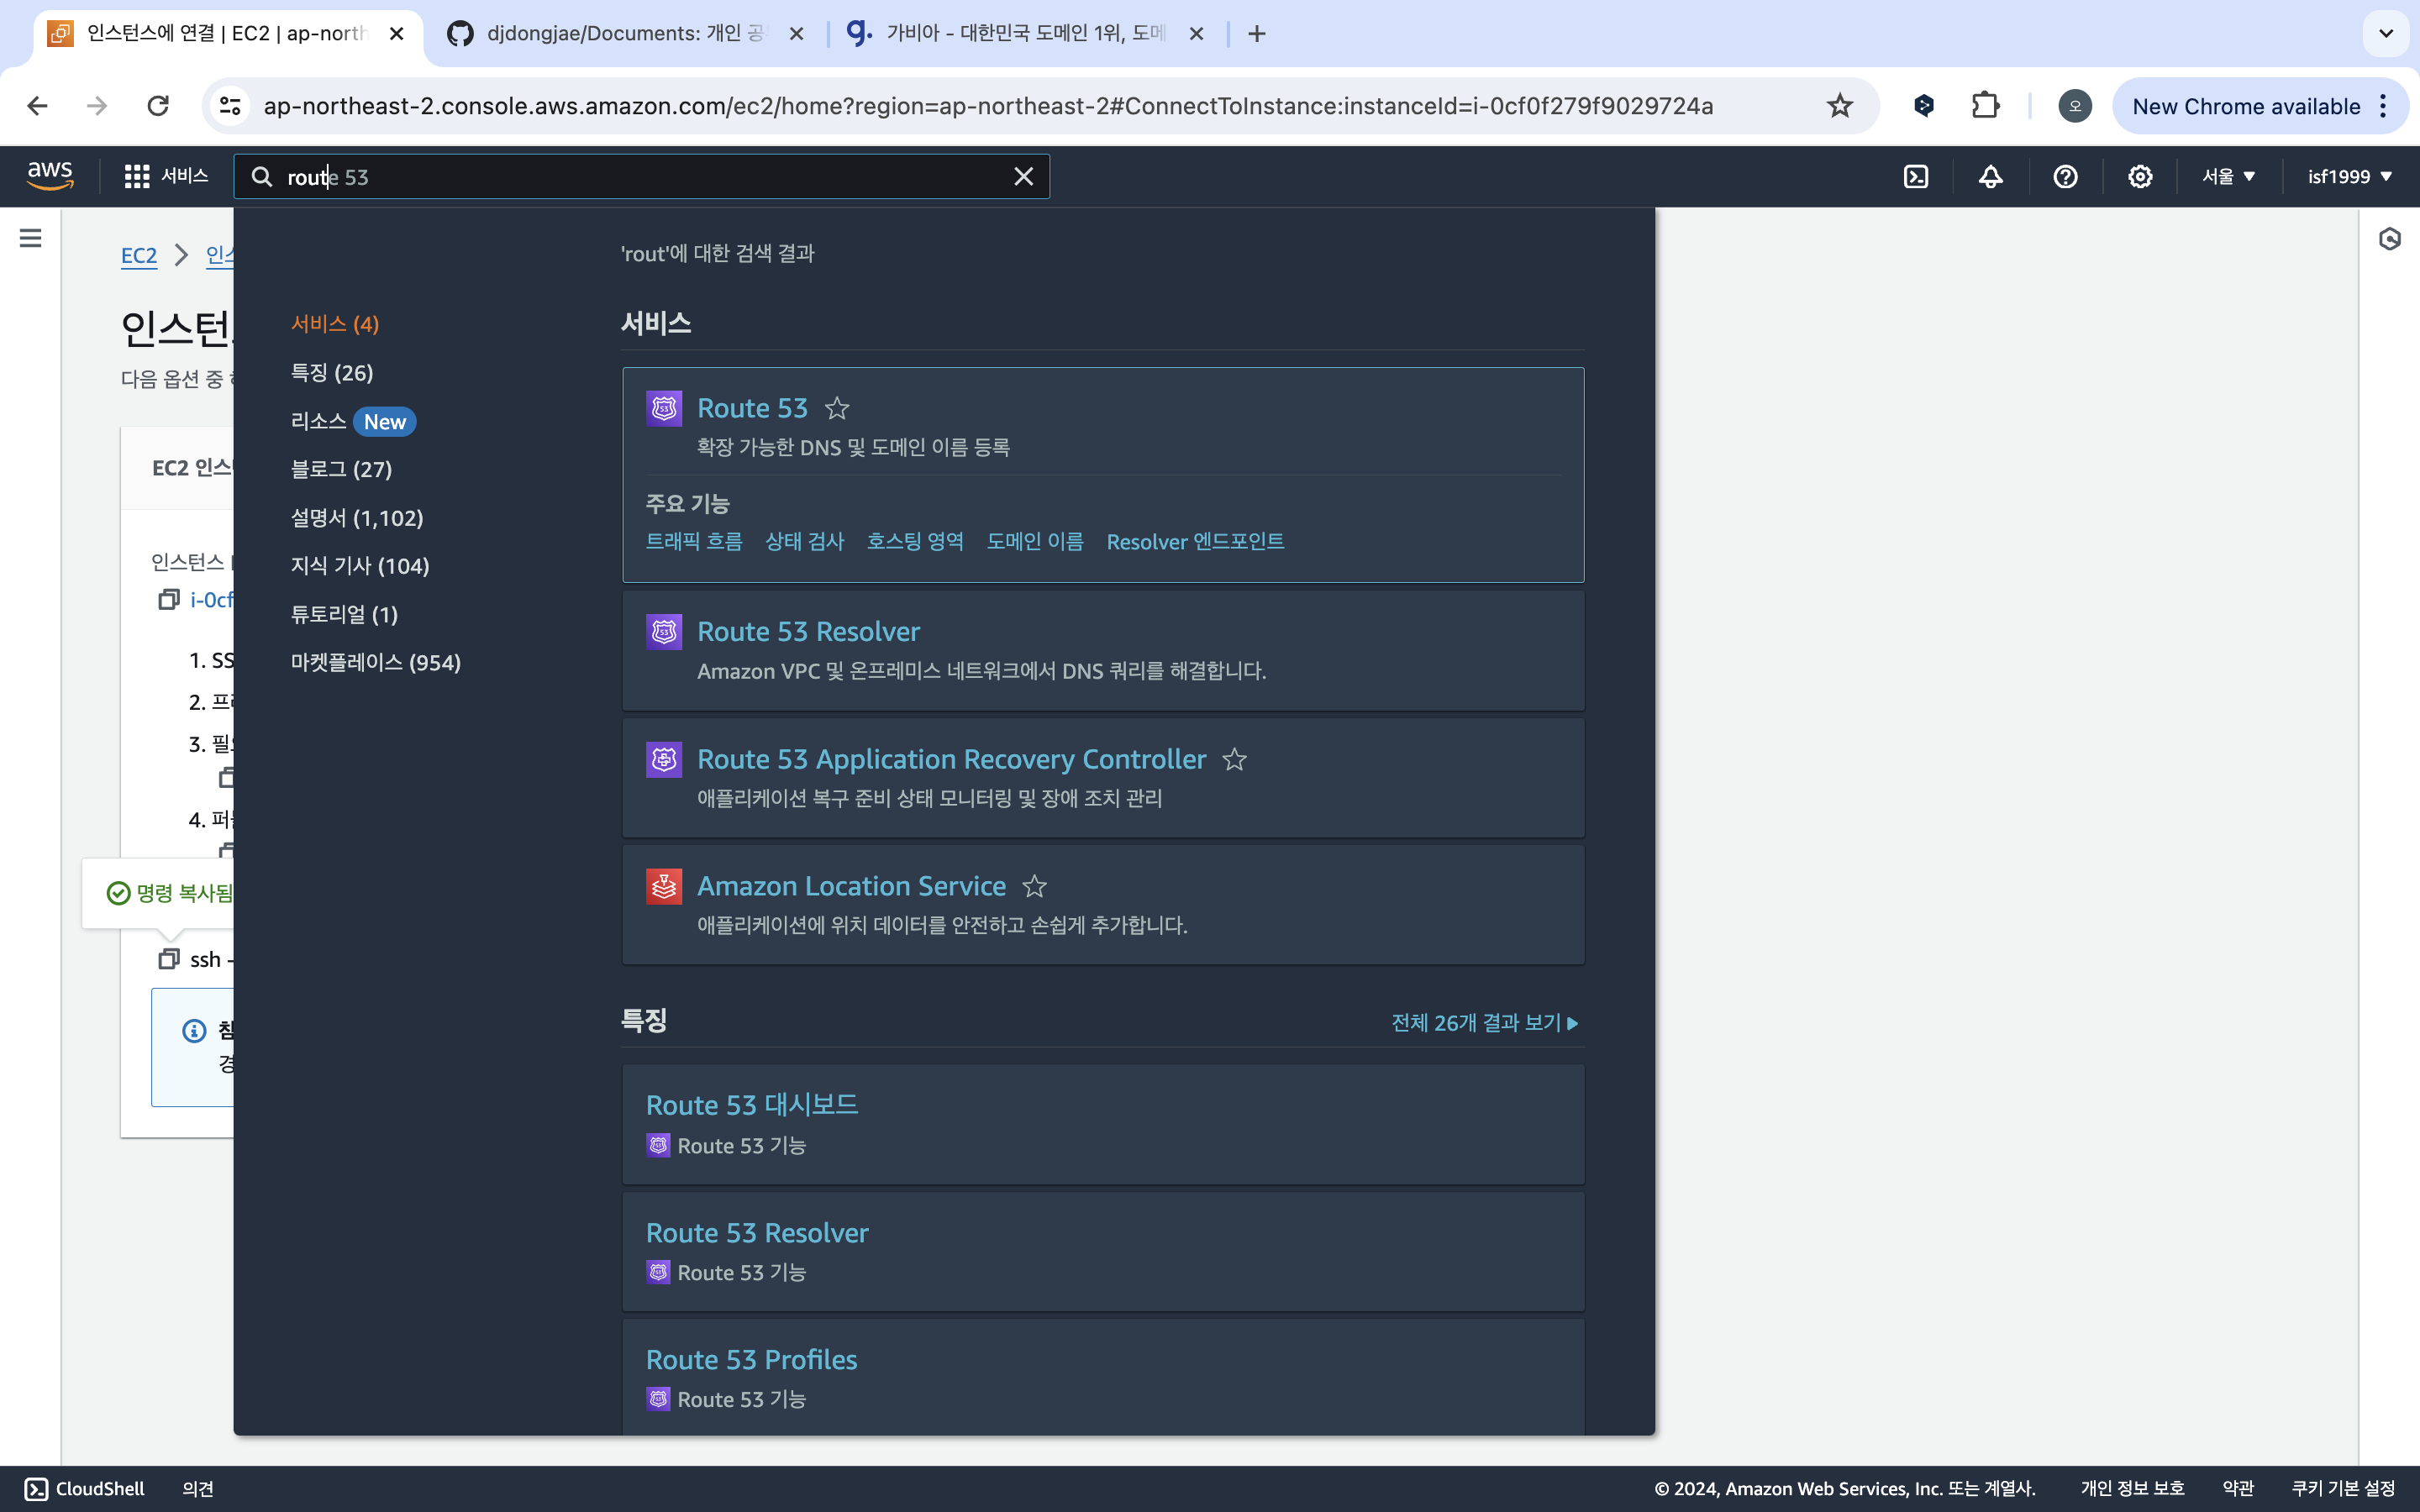 인스턴스에 연결 | EC2 | ap-north
djdongjae/Documents: 개인 공
가비아 - 대한민국 도메인 1위, 도메
ap-northeast-2.console.aws.amazon.com/ec2/home?region=ap-northeast-2#ConnectToInstance:instanceId=i-0cf0f279f9029724a
오
New Chrome available
aws
서비스
route 53
서울
isf1999
EC2
인스
인스턴
다음 옵션 중
EC2 인스
인스턴스
i-0cf
1. SS
2. 프
3. 필
4. 퍼
명령 복사됨
ssh -
참
경
'rout'에 대한 검색 결과
서비스 (4)
특징 (26)
리소스 New
블로그 (27)
설명서 (1,102)
지식 기사 (104)
튜토리얼 (1)
마켓플레이스 (954)
서비스
Route 53
확장 가능한 DNS 및 도메인 이름 등록
주요 기능
트래픽 흐름 상태 검사 호스팅 영역 도메인 이름 Resolver 엔드포인트
Route 53 Resolver
Amazon VPC 및 온프레미스 네트워크에서 DNS 쿼리를 해결합니다.
Route 53 Application Recovery Controller
애플리케이션 복구 준비 상태 모니터링 및 장애 조치 관리
Amazon Location Service
애플리케이션에 위치 데이터를 안전하고 손쉽게 추가합니다.
특징
전체 26개 결과 보기
Route 53 대시보드
Route 53 기능
Route 53 Resolver
Route 53 기능
Route 53 Profiles
Route 53 기능
CloudShell
의견
© 2024, Amazon Web Services, Inc. 또는 계열사.
개인 정보 보호
약관
쿠키 기본 설정